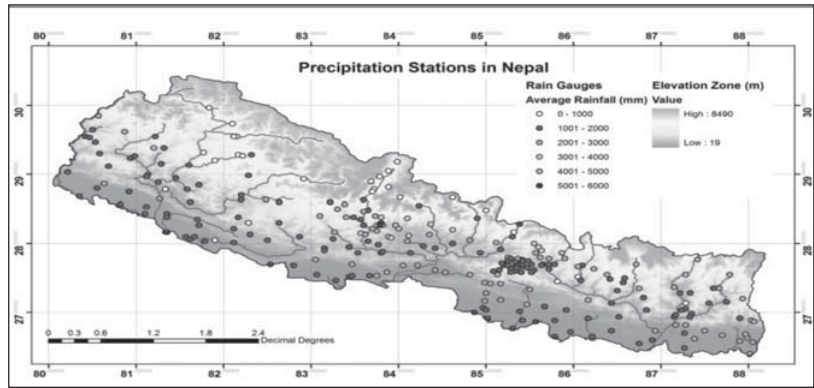 80 81 82 83 84 85 86 87 88
Precipitation Stations in Nepal
Rain Gauges
Average Rainfall (mm)
0 - 1000
1001 - 2000
2001 - 3000
3001 - 4000
4001 - 5000
5001 - 6000
Elevation Zone (m)
Value
High : 8490
Low : 19
30
29
28
27
30
29
28
27
0 0.3 0.6 1.2 1.8 2.4
Decimal Degrees
80 81 82 83 84 85 86 87 88